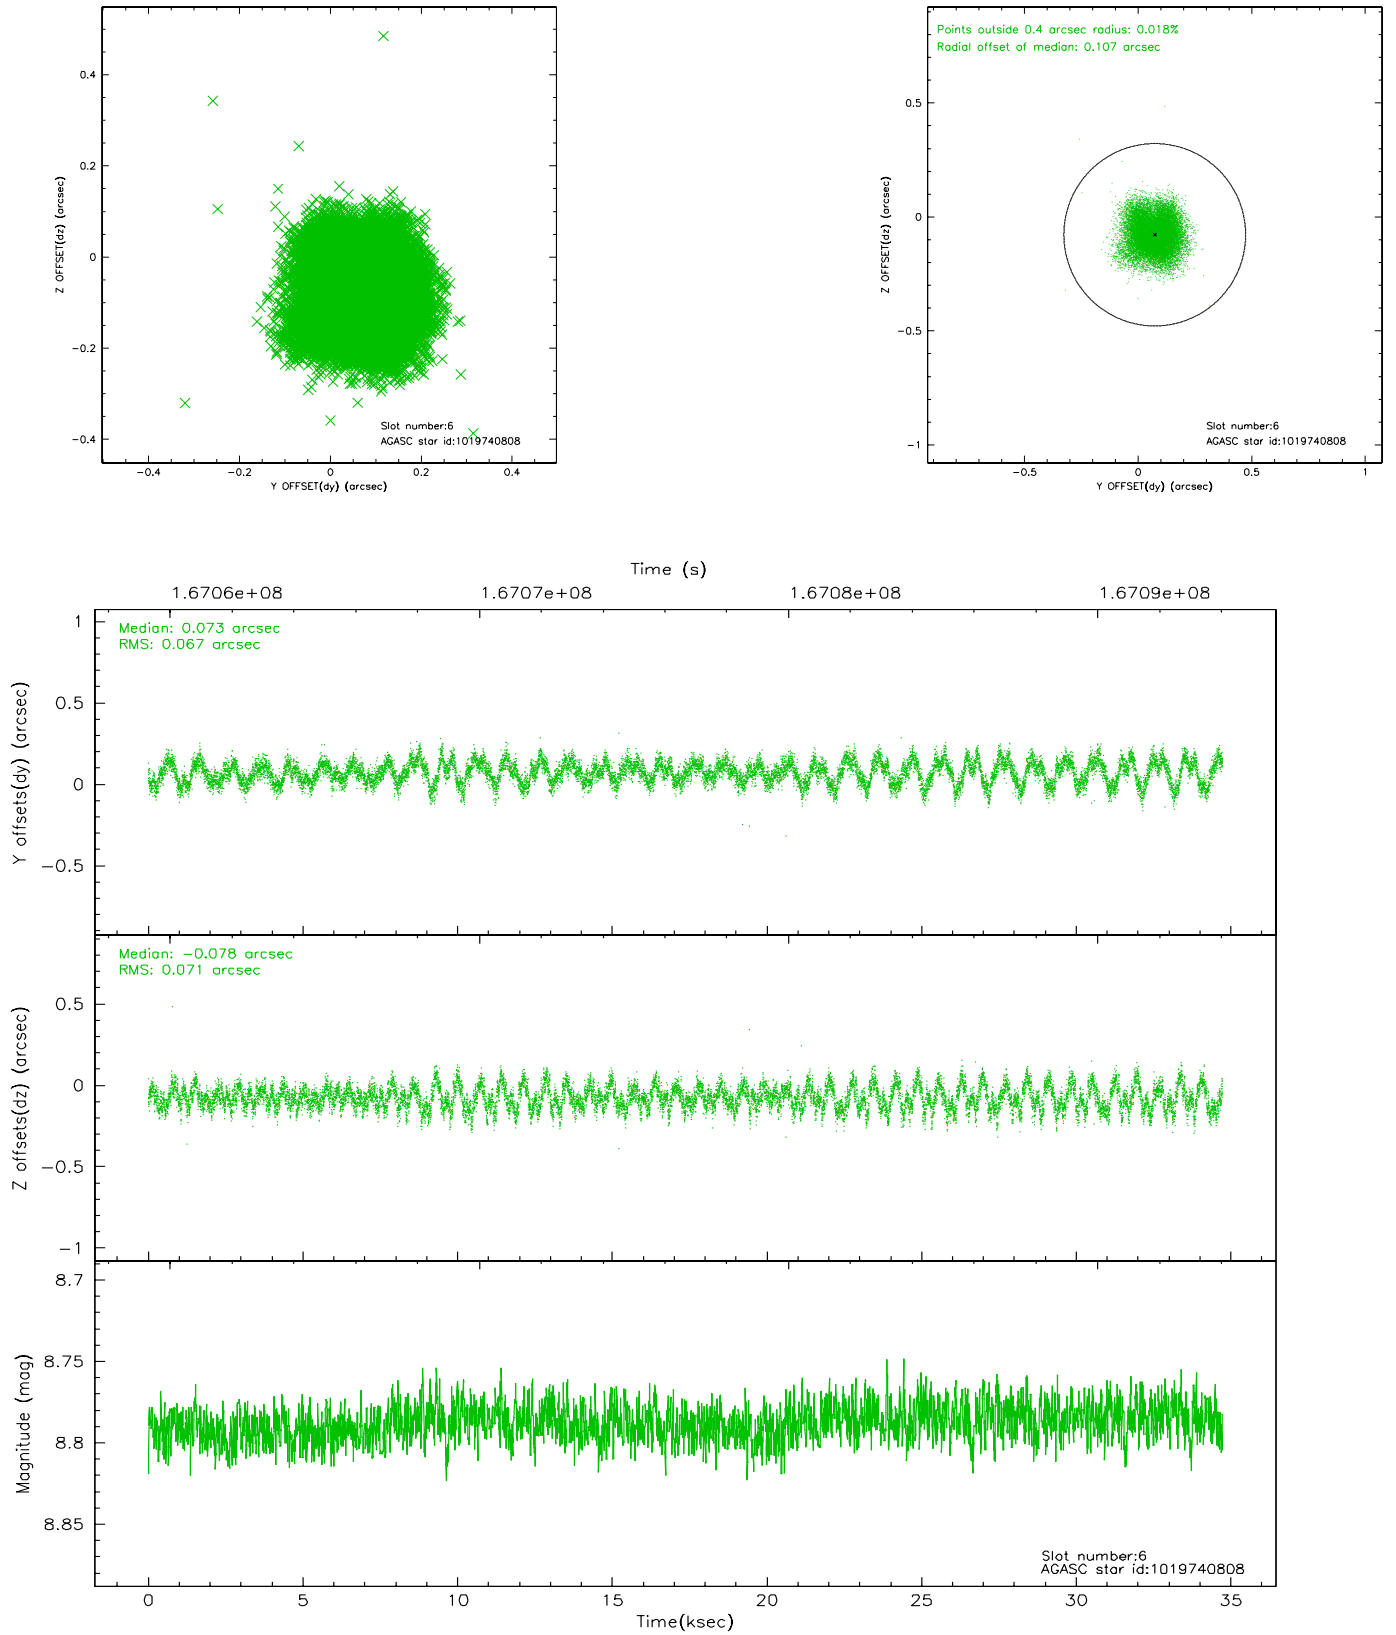 0.4
0.2
0
−0.2
−0.4
Z OFFSET(dz) (arcsec)
−0.4 −0.2 0 0.2 0.4
Y OFFSET(dy) (arcsec)
Slot number:6
AGASC star id:1019740808
Points outside 0.4 arcsec radius: 0.018%
Radial offset of median: 0.107 arcsec
0.5
0
−0.5
−1
Z OFFSET(dz) (arcsec)
−0.5 0 0.5 1
Y OFFSET(dy) (arcsec)
Slot number:6
AGASC star id:1019740808
Time (s)
1.6706e+08 1.6707e+08 1.6708e+08 1.6709e+08
Median: 0.073 arcsec
RMS: 0.067 arcsec
1
0.5
0
−0.5
Y offsets(dy) (arcsec)
Median: −0.078 arcsec
RMS: 0.071 arcsec
0.5
0
−0.5
−1
Z offsets(dz) (arcsec)
8.7
8.75
8.8
8.85
Magnitude (mag)
Slot number:6
AGASC star id:1019740808
0 5 10 15 20 25 30 35
Time(ksec)